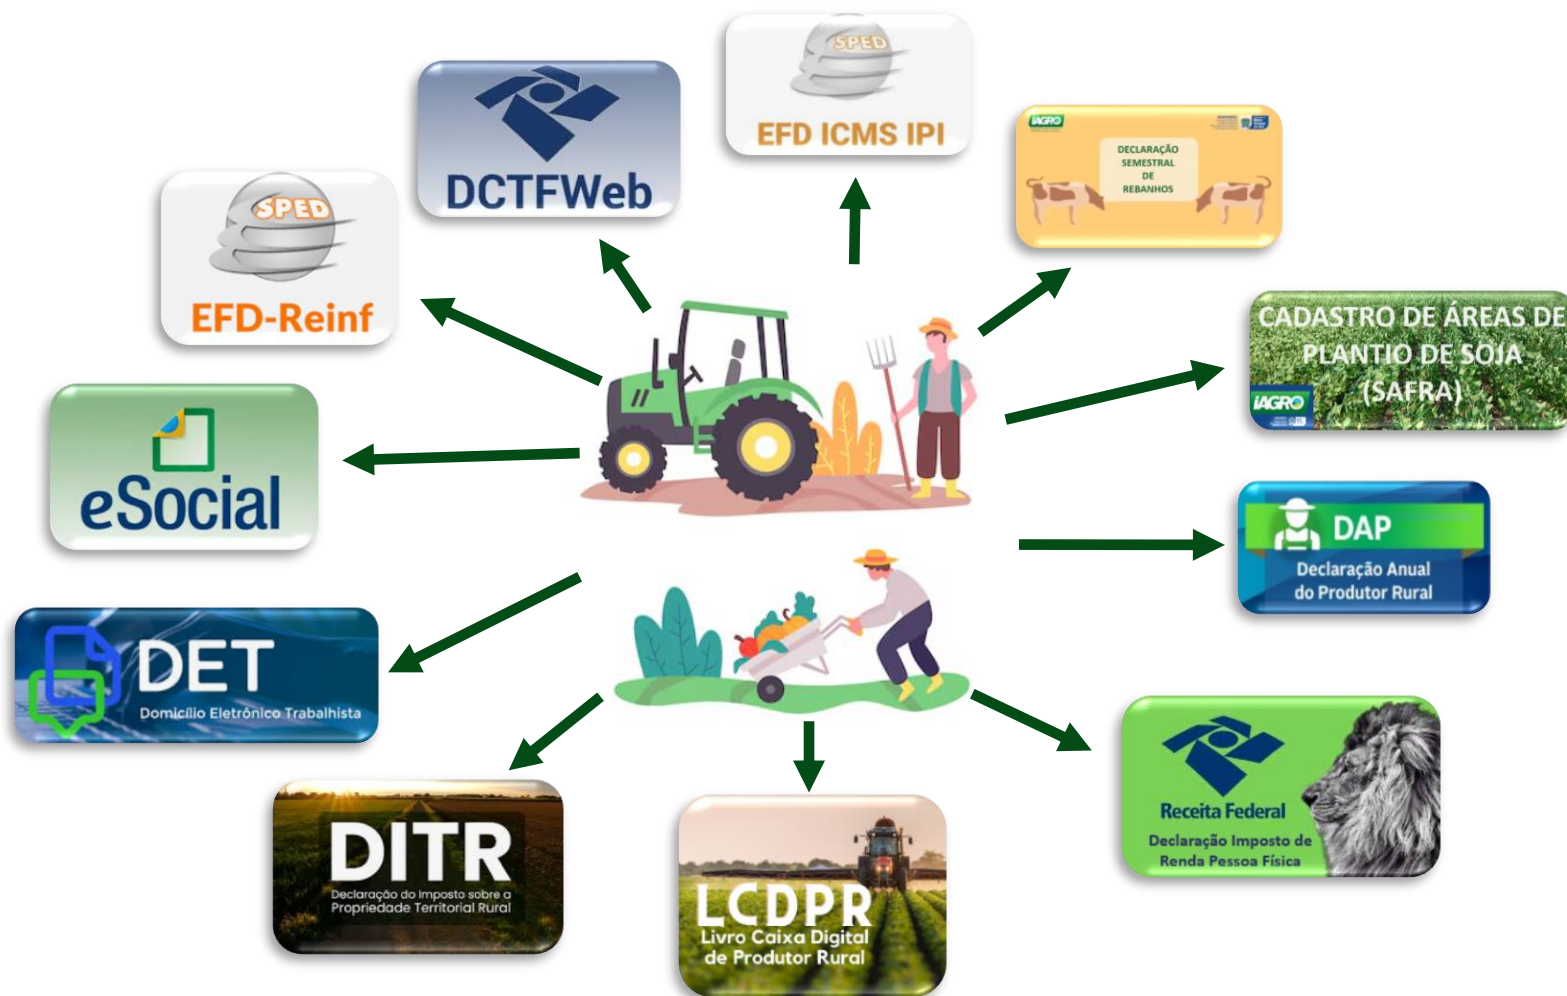 SPED
EFD ICMS IPI
DCTFWeb
IAGRO
DECLARAÇÃO
SEMESTRAL
DE
REBANHOS
SPED
EFD-Reinf
CADASTRO DE ÁREAS DE
PLANTIO DE SOJA
(SAFRA)
iAGRO
eSocial
DAP
Declaração Anual
do Produtor Rural
DET
Domicílio Eletrônico Trabalhista
Receita Federal
Declaração Imposto de
Renda Pessoa Física
DITR
Declaração do Imposto sobre a
Propriedade Territorial Rural
LCDPR
Livro Caixa Digital
de Produtor Rural